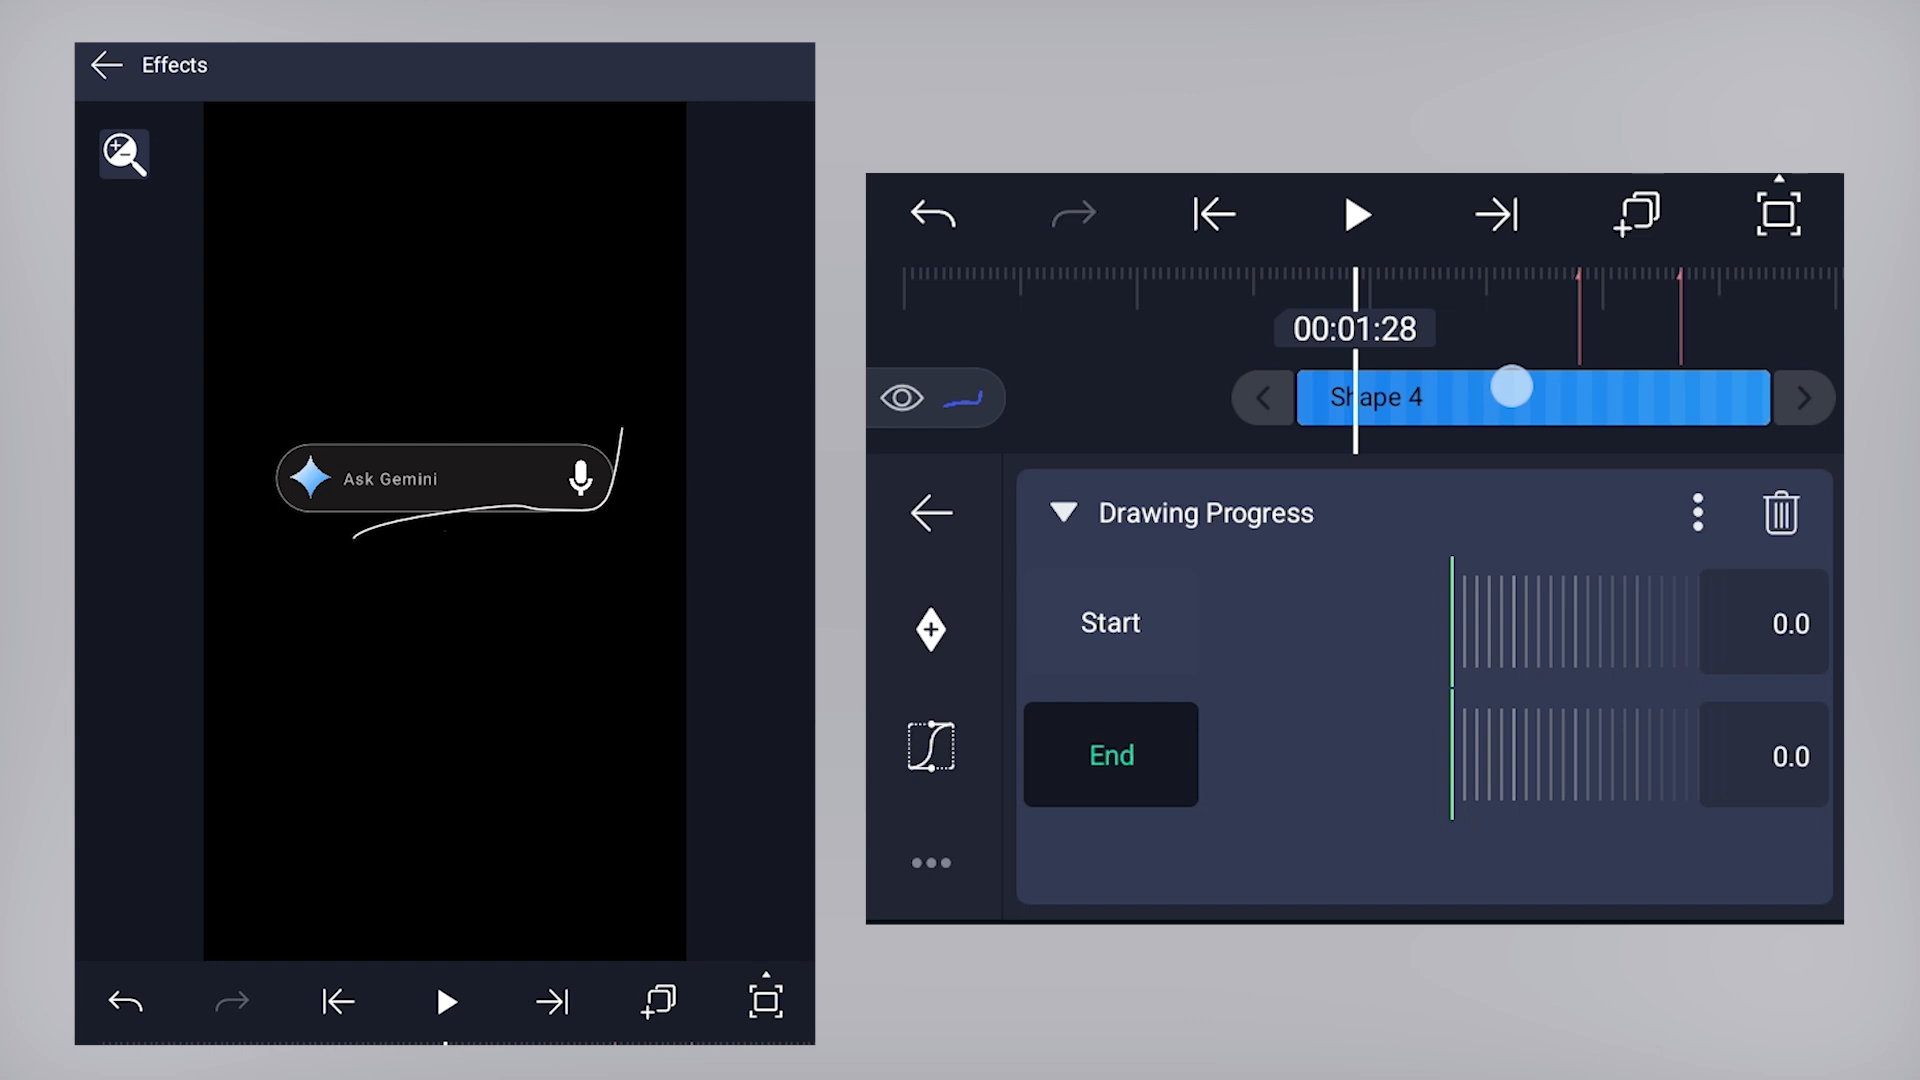 Effects
Ask Gemini
00:01:28
Shape 4
Drawing Progress
Start
0.0
End
0.0